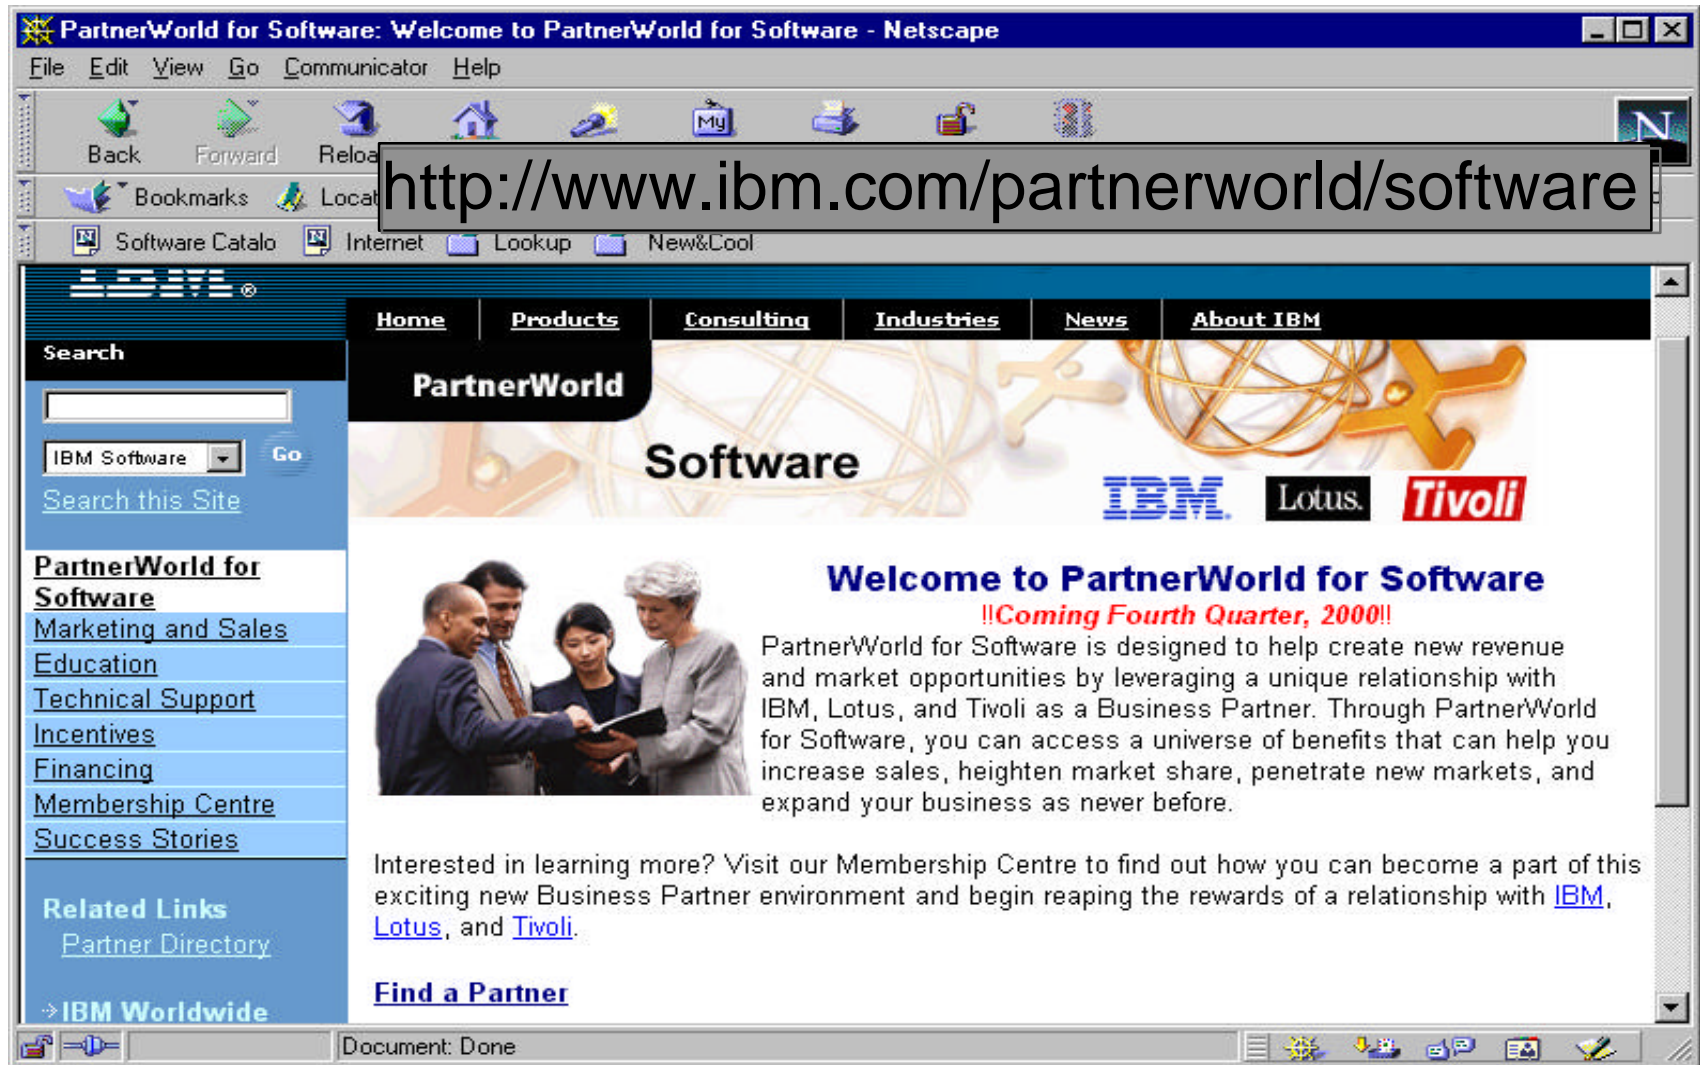 PartnerWorld for Software: Welcome to PartnerWorld for Software - Netscape
File Edit View Go Communicator Help
My
N
Back Forward Reloa
http://www.ibm.com/partnerworld/software
Bookmarks Locat
Software Catalo Internet Lookup New&Cool
IBM®
Home Products Consulting Industries News About IBM
Search
PartnerWorld
IBM Software Go
Software
Search this Site
IBM. Lotus. Tivoli
PartnerWorld for
Software
Marketing and Sales
Education
Technical Support
Incentives
Financing
Membership Centre
Success Stories
Related Links
Partner Directory
IBM Worldwide
Welcome to PartnerWorld for Software
!!Coming Fourth Quarter, 2000!!
PartnerWorld for Software is designed to help create new revenue
and market opportunities by leveraging a unique relationship with
IBM, Lotus, and Tivoli as a Business Partner. Through PartnerWorld
for Software, you can access a universe of benefits that can help you
increase sales, heighten market share, penetrate new markets, and
expand your business as never before.
Interested in learning more? Visit our Membership Centre to find out how you can become a part of this
exciting new Business Partner environment and begin reaping the rewards of a relationship with IBM,
Lotus, and Tivoli.
Find a Partner
Document: Done